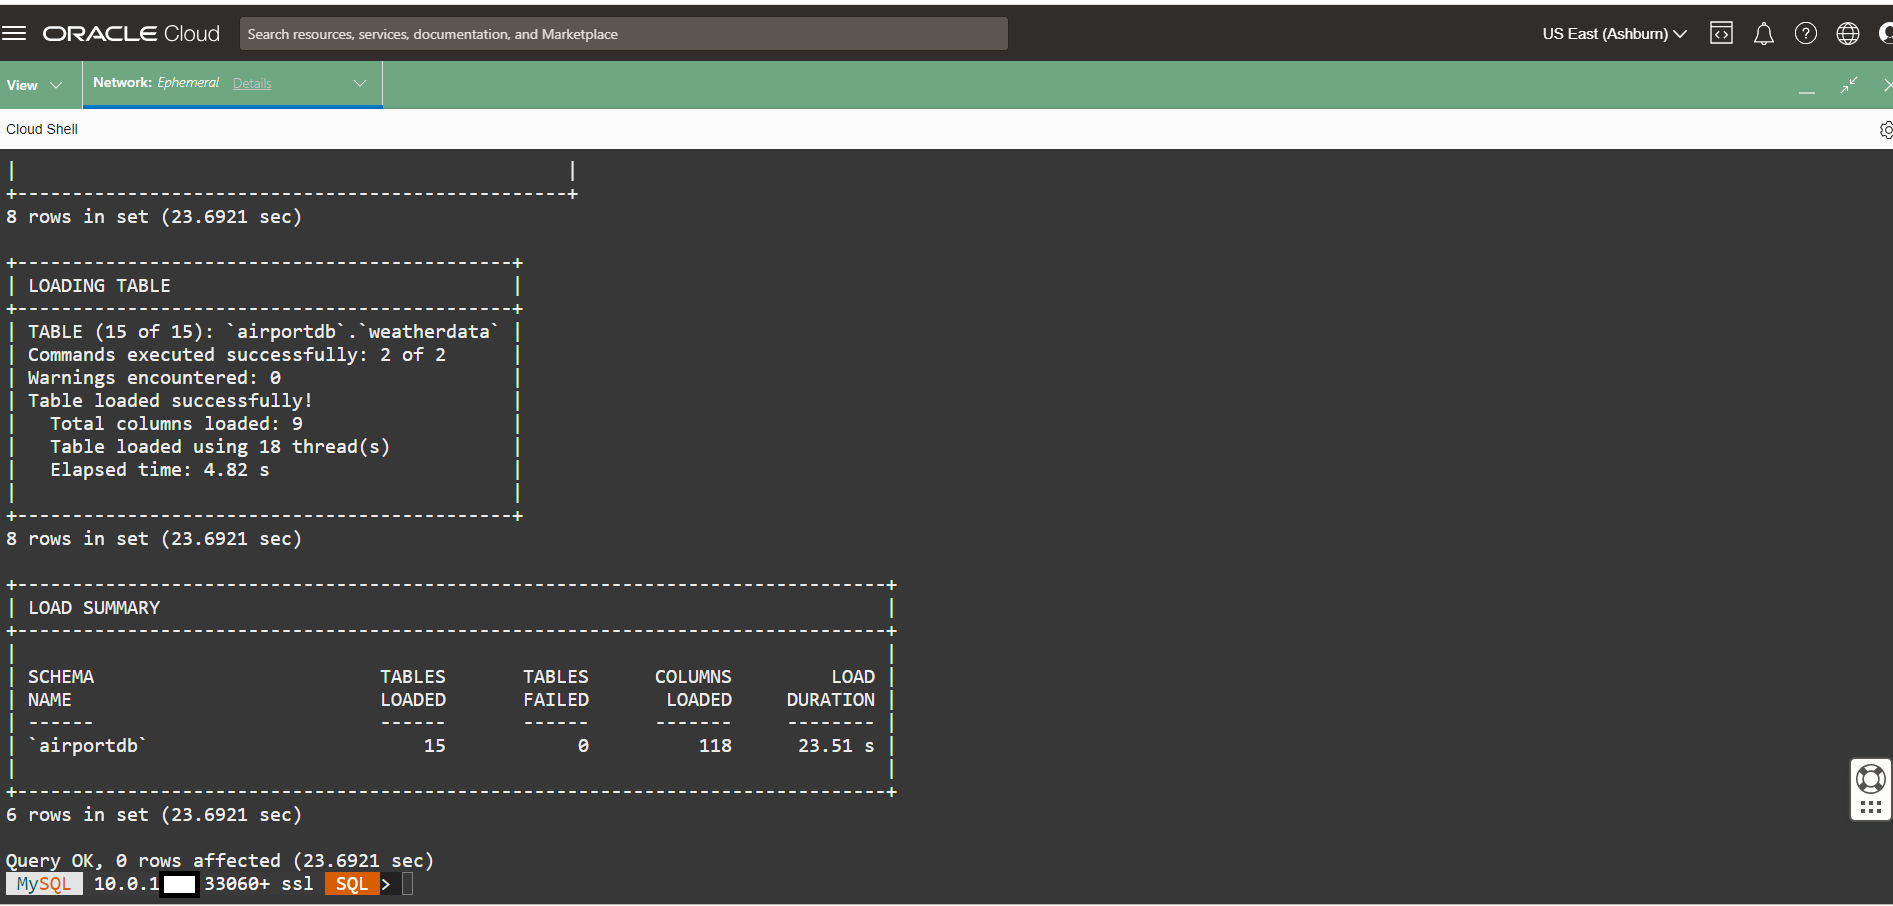 ORACLE Cloud
Search resources, services, documentation, and Marketplace
US East (Ashburn)
View
Network: Ephemeral Details
Cloud Shell
|                                                  |
+--------------------------------------------------+
8 rows in set (23.6921 sec)
+---------------------------------------------+
| LOADING TABLE                               |
+---------------------------------------------+
| TABLE (15 of 15): `airportdb`.`weatherdata` |
| Commands executed successfully: 2 of 2      |
| Warnings encountered: 0                     |
| Table loaded successfully!                  |
|   Total columns loaded: 9                   |
|   Table loaded using 18 thread(s)           |
|   Elapsed time: 4.82 s                      |
|                                             |
+---------------------------------------------+
8 rows in set (23.6921 sec)
+-------------------------------------------------------------------------------+
| LOAD SUMMARY                                                                  |
+-------------------------------------------------------------------------------+
|                                                                               |
| SCHEMA                          TABLES       TABLES      COLUMNS         LOAD |
| NAME                            LOADED       FAILED       LOADED     DURATION |
| ------                          ------       ------      -------     -------- |
| `airportdb`                         15            0          118      23.51 s |
|                                                                               |
+-------------------------------------------------------------------------------+
6 rows in set (23.6921 sec)
Query OK, 0 rows affected (23.6921 sec)
MySQL 10.0.1 33060+ ssl SQL >